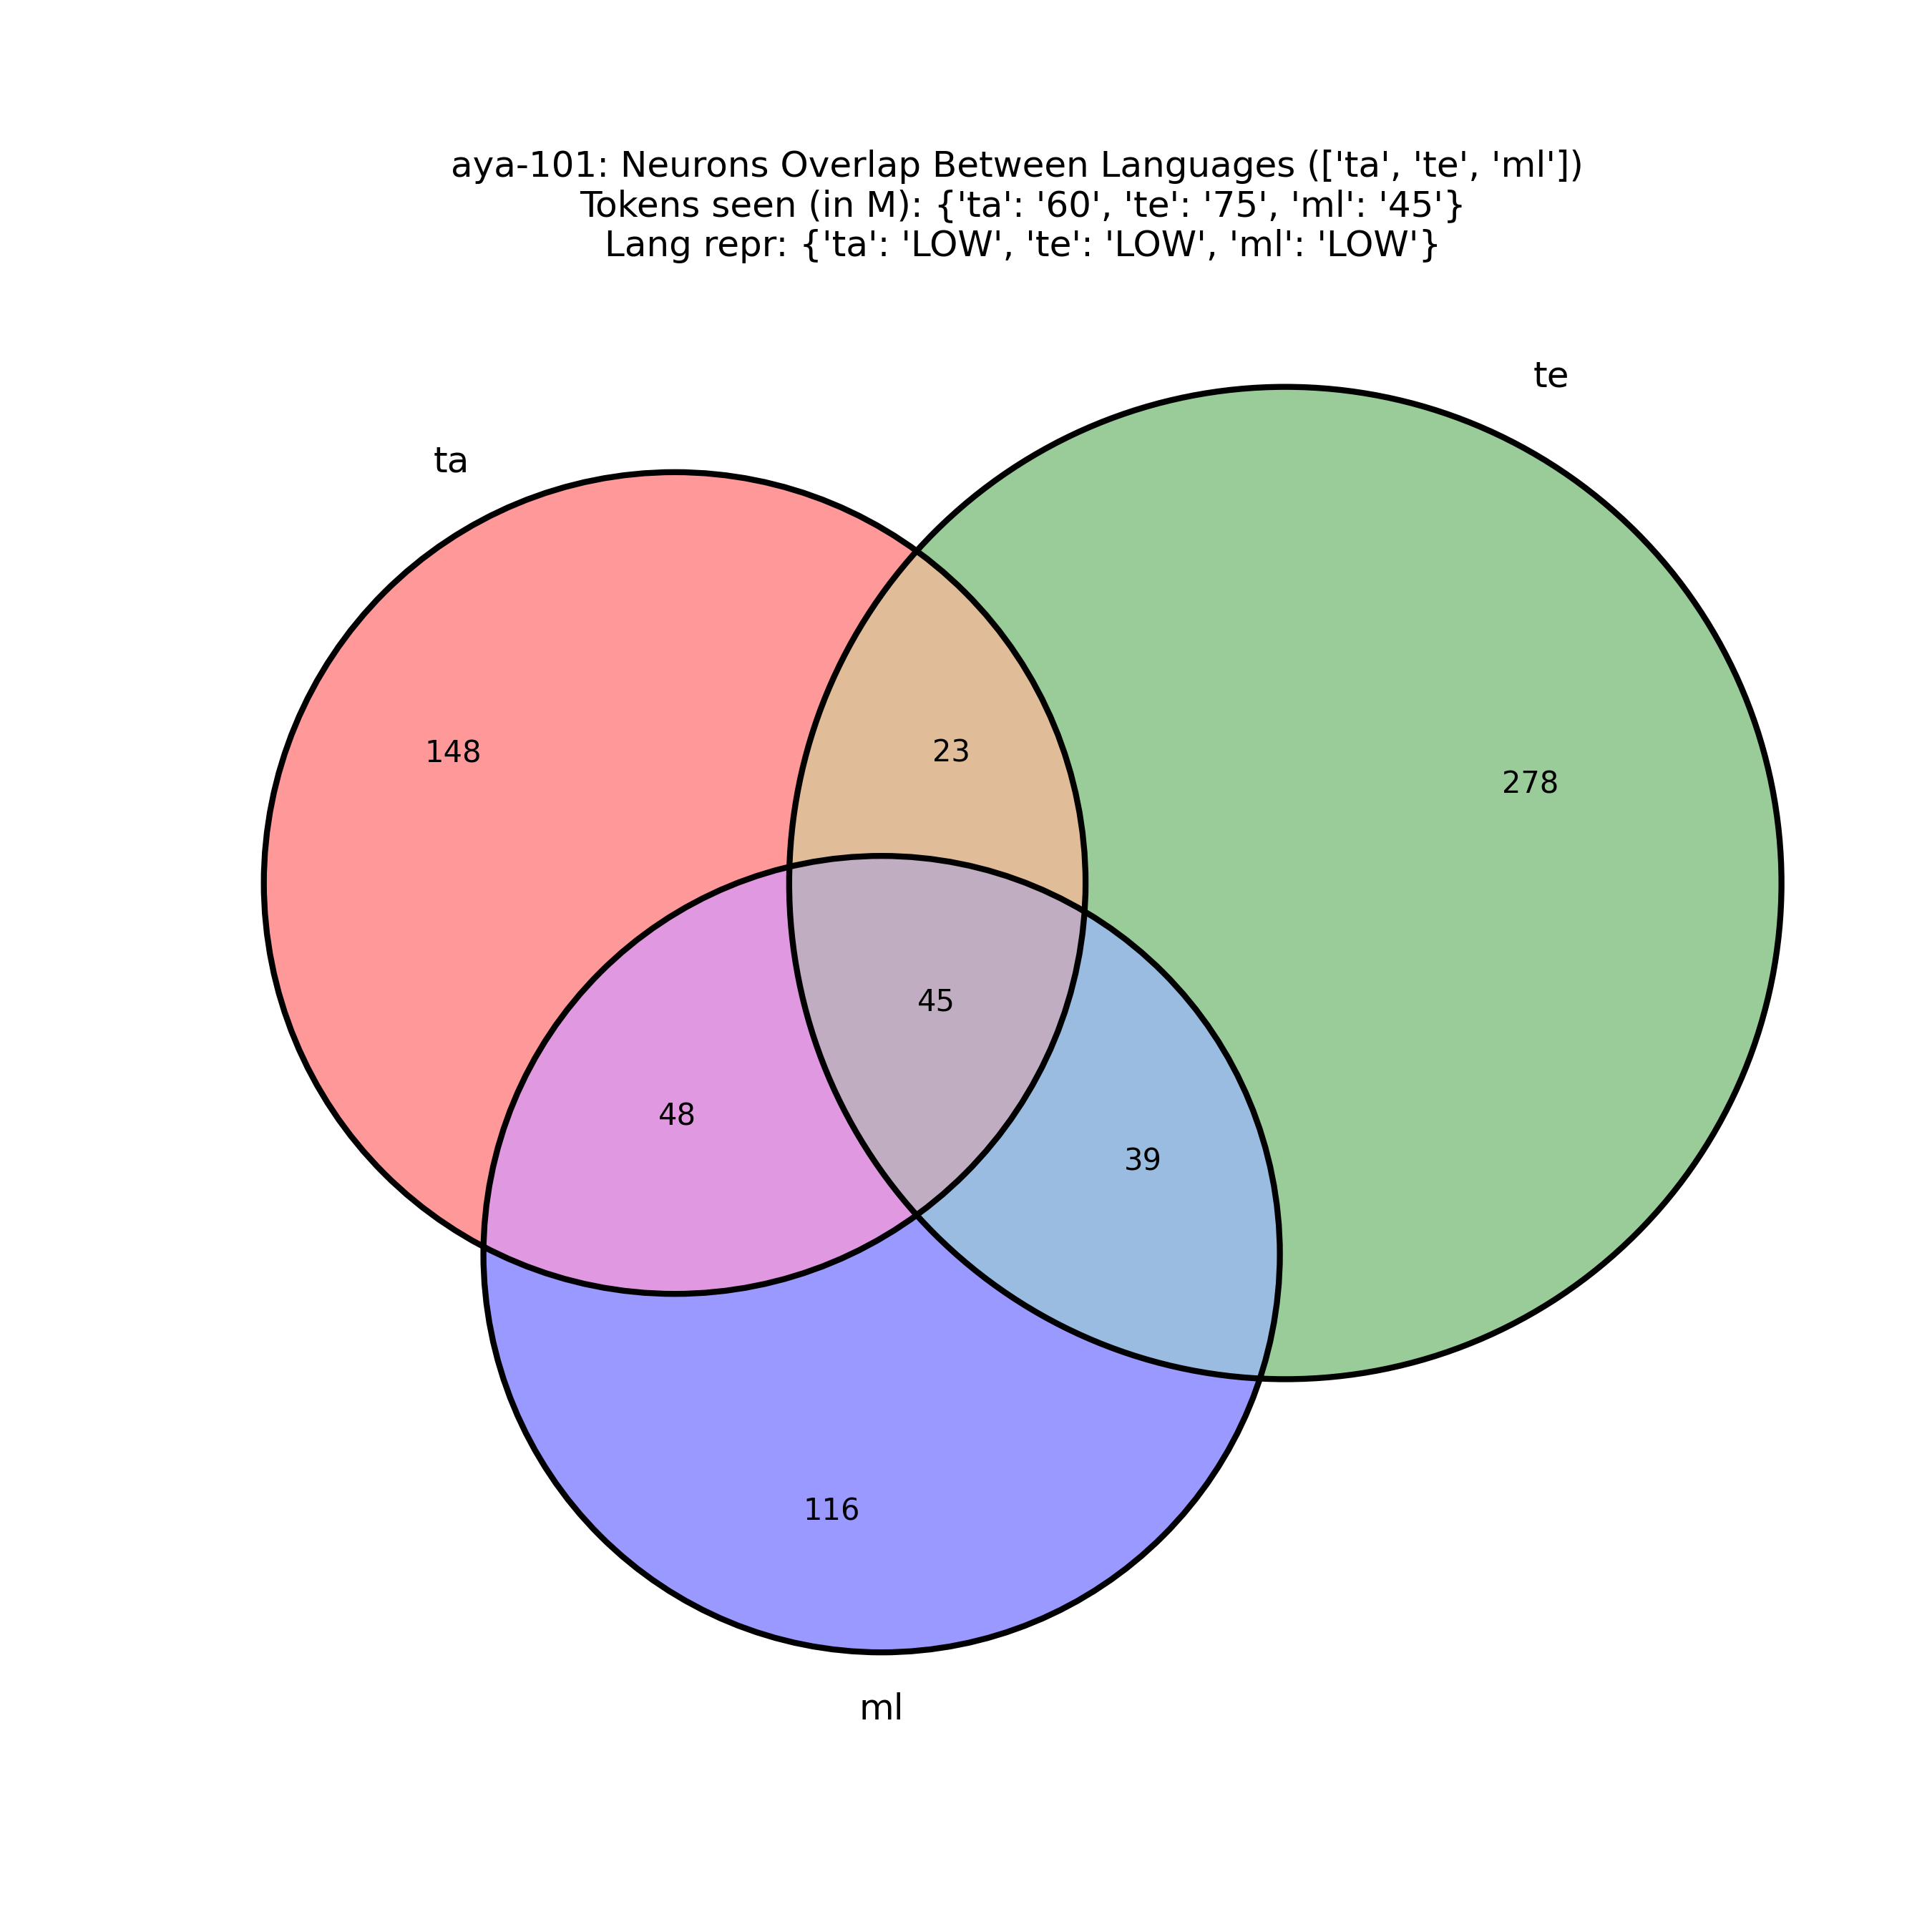 aya-101: Neurons Overlap Between Languages (['ta', 'te', 'ml'])
Tokens seen (in M): {'ta': '60', 'te': '75', 'ml': '45'}
Lang repr: {'ta': 'LOW', 'te': 'LOW', 'ml': 'LOW'}
te
ta
148
23
278
45
48
39
116
ml